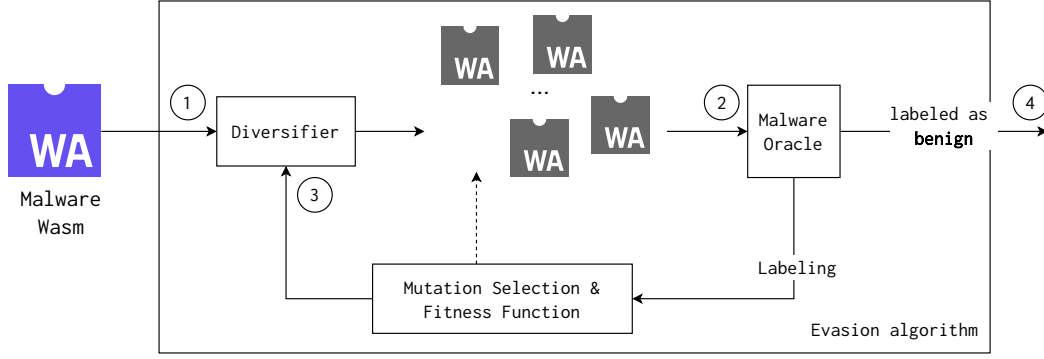 WA
Malware
Wasm
1
Diversifier
WA
WA
...
WA
WA
2
Malware
Oracle
labeled as
benign
4
3
Labeling
Mutation Selection &
Fitness Function
Evasion algorithm